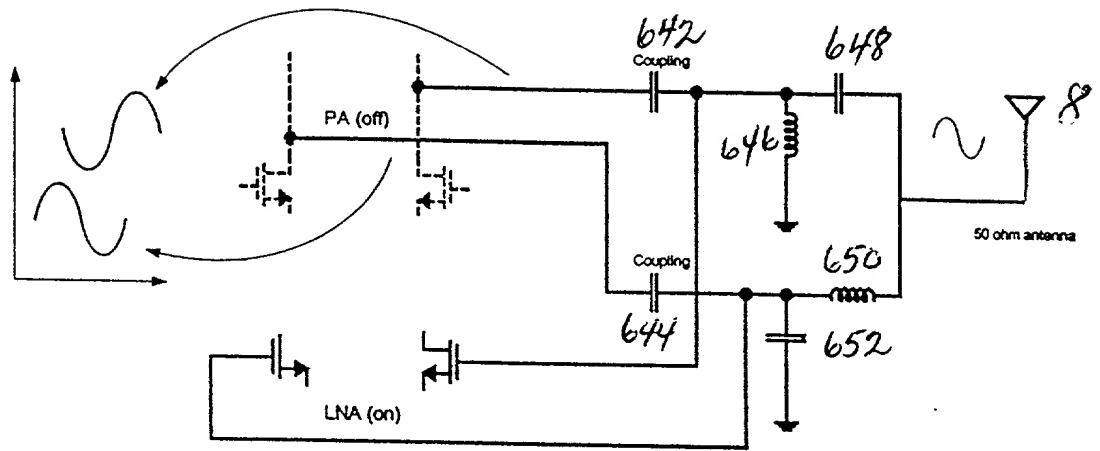 642
Coupling
648
8
PA (off)
646
50 ohm antenna
Coupling
650
644
652
LNA (on)